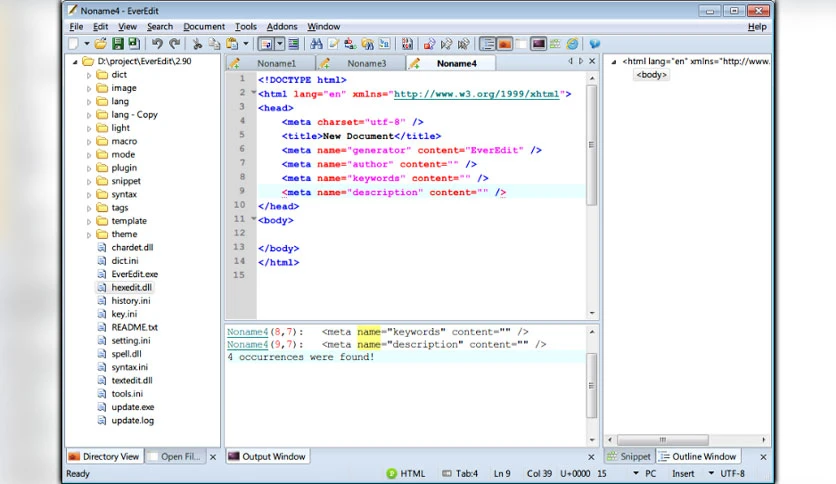 Noname4 - EverEdit
File Edit View Search Document Tools Addons Window Help
D:\project\EverEdit\2.90
dict
image
lang
lang - Copy
light
macro
mode
plugin
snippet
syntax
tags
template
theme
chardet.dll
dict.ini
EverEdit.exe
hexedit.dll
history.ini
key.ini
README.txt
setting.ini
spell.dll
syntax.ini
textedit.dll
tools.ini
update.exe
update.log
Directory View Open Fil...
Noname1 Noname3 Noname4
1 <!DOCTYPE html>
2 <html lang="en" xmlns="http://www.w3.org/1999/xhtml">
3 <head>
4 <meta charset="utf-8" />
5 <title>New Document</title>
6 <meta name="generator" content="EverEdit" />
7 <meta name="author" content="" />
8 <meta name="keywords" content="" />
9 <meta name="description" content="" />
10 </head>
11 <body>
12
13 </body>
14 </html>
15
Noname4(8,7): <meta name="keywords" content="" />
Noname4(9,7): <meta name="description" content="" />
4 occurrences were found!
Output Window
<html lang="en" xmlns="http://www.
<body>
Snippet Outline Window
Ready HTML Tab:4 Ln 9 Col 39 U+0000 15 PC Insert UTF-8